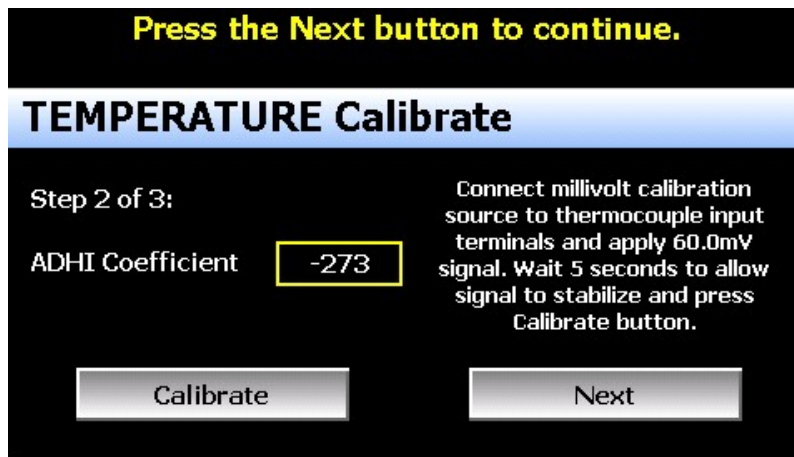 Press the Next button to continue.
TEMPERATURE Calibrate
Step 2 of 3:
ADHI Coefficient
-273
Connect millivolt calibration
source to thermocouple input
terminals and apply 60.0mV
signal. Wait 5 seconds to allow
signal to stabilize and press
Calibrate button.
Calibrate
Next